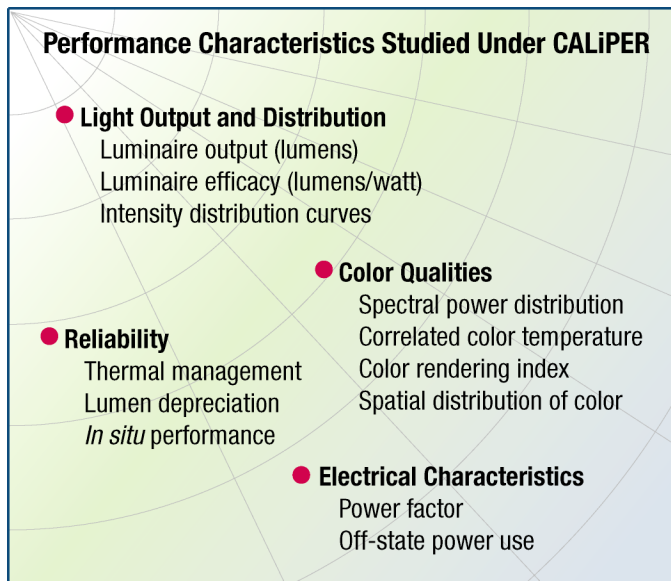 Performance Characteristics Studied Under CALiPER
Light Output and Distribution
Luminaire output (lumens)
Luminaire efficacy (lumens/watt)
Intensity distribution curves
Color Qualities
Spectral power distribution
Correlated color temperature
Color rendering index
Spatial distribution of color
Reliability
Thermal management
Lumen depreciation
In situ performance
Electrical Characteristics
Power factor
Off-state power use